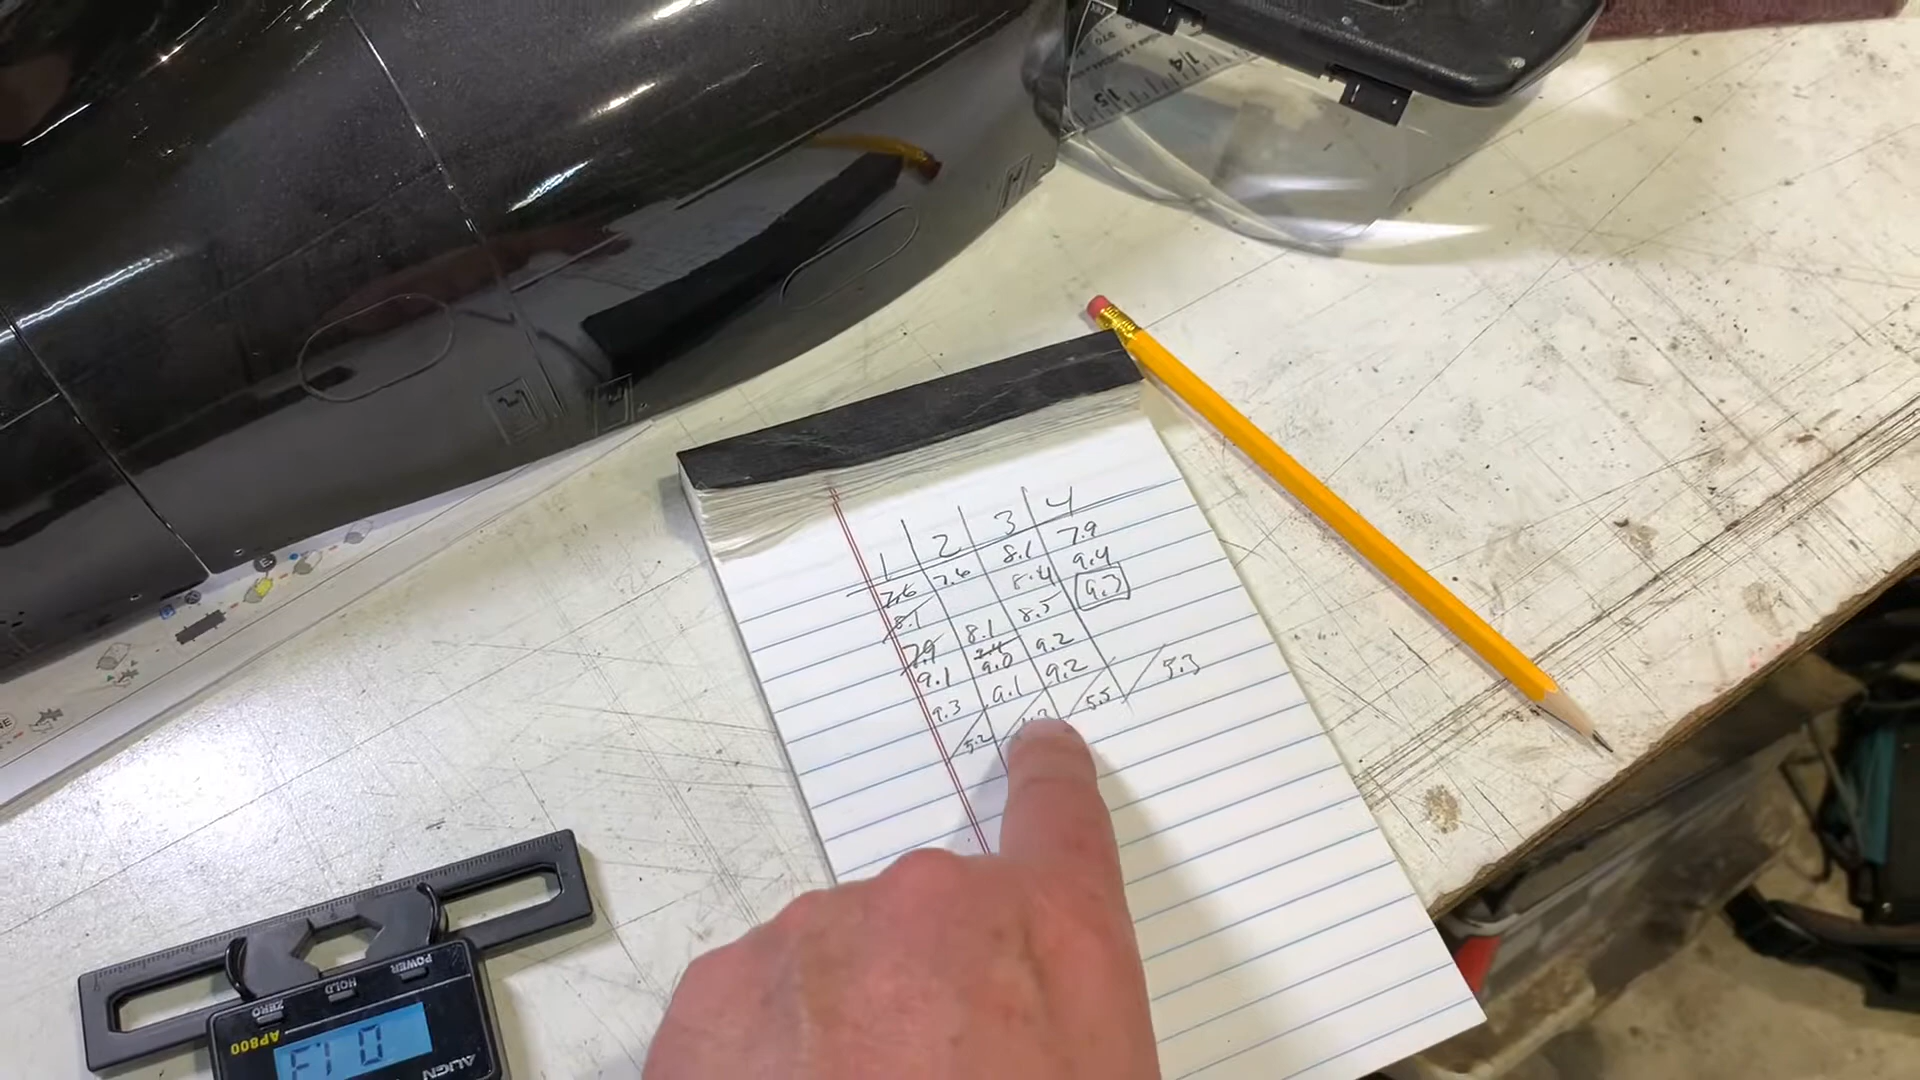 1 2 3 4
7.6 7.6 8.1 7.9
8.1 8.4 9.4
7.9 8.1 8.5 9.3
9.1 9.0 9.2
9.3 9.1 9.2
5.2 5.5 5.3
14
15
POWER
HOLD
ZERO
AP800
ALIGN